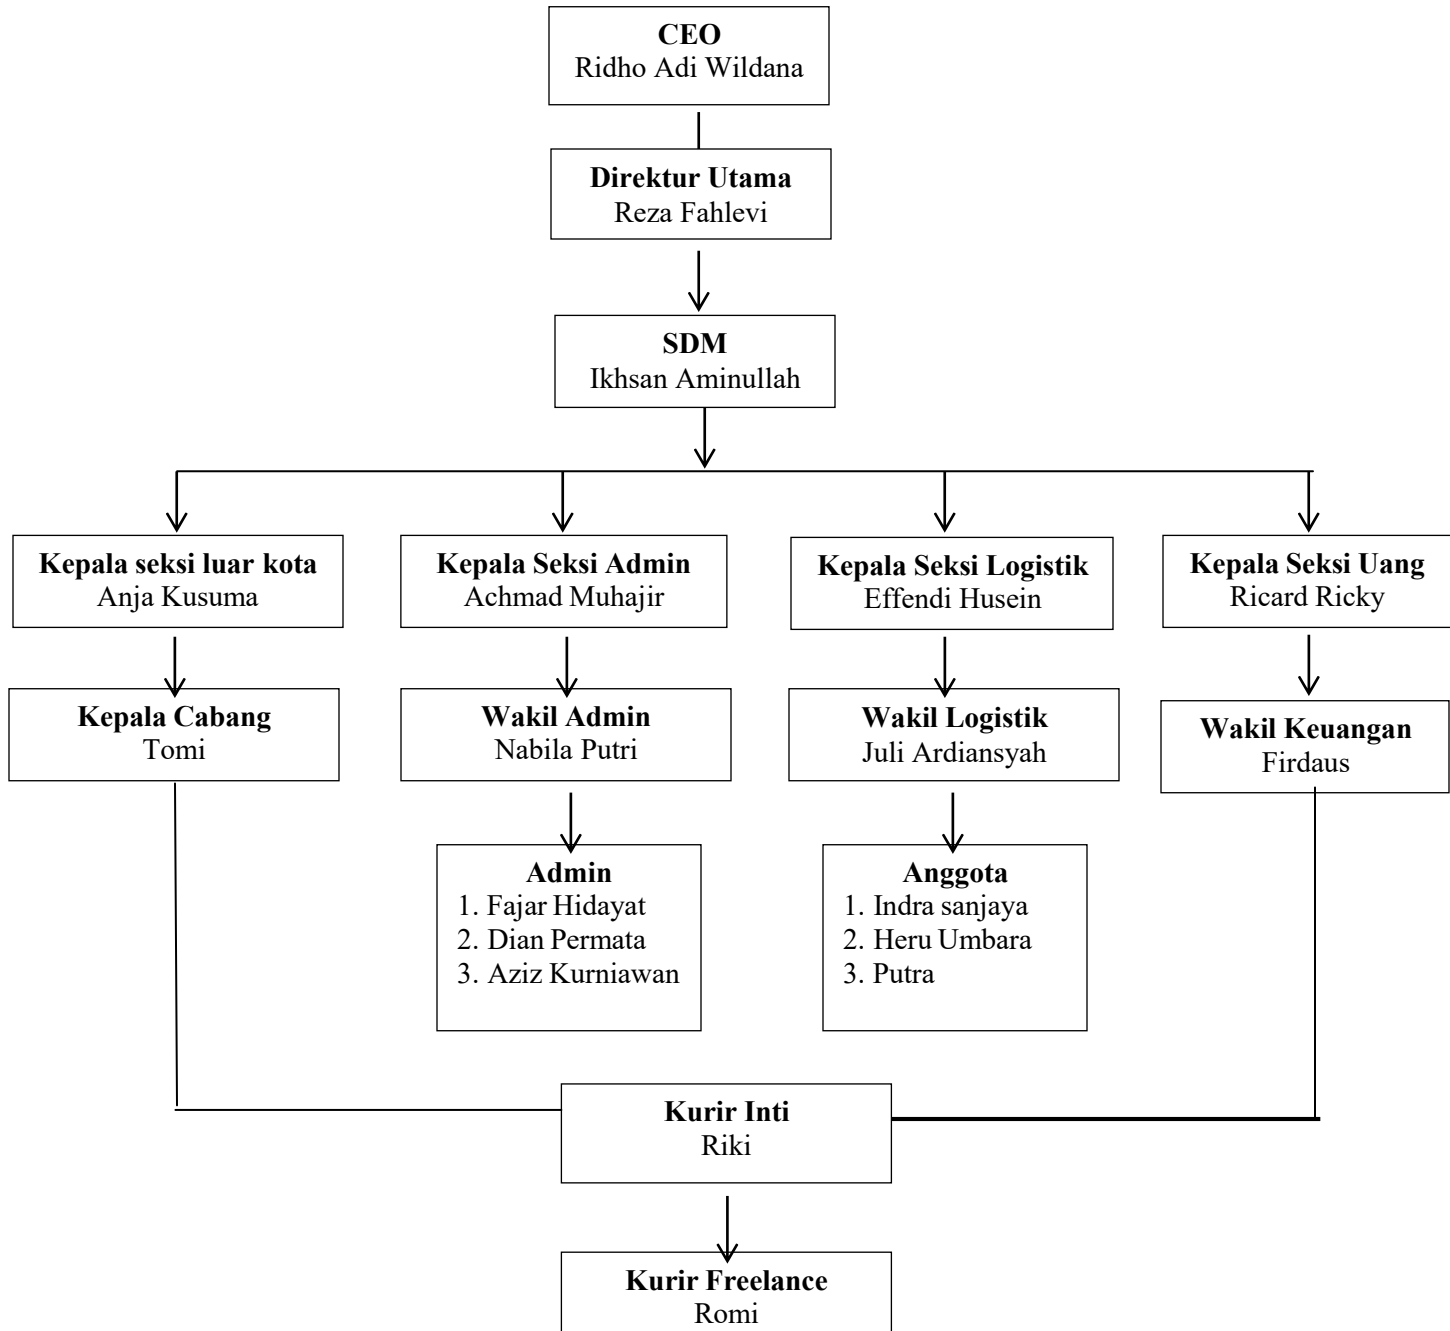 CEO
Ridho Adi Wildana
Direktur Utama
Reza Fahlevi
SDM
Ikhsan Aminullah
Kepala seksi luar kota
Anja Kusuma
Kepala Seksi Admin
Achmad Muhajir
Kepala Seksi Logistik
Effendi Husein
Kepala Seksi Uang
Ricard Ricky
Kepala Cabang
Tomi
Wakil Admin
Nabila Putri
Wakil Logistik
Juli Ardiansyah
Wakil Keuangan
Firdaus
Admin
1. Fajar Hidayat
2. Dian Permata
3. Aziz Kurniawan
Anggota
1. Indra sanjaya
2. Heru Umbara
3. Putra
Kurir Inti
Riki
Kurir Freelance
Romi